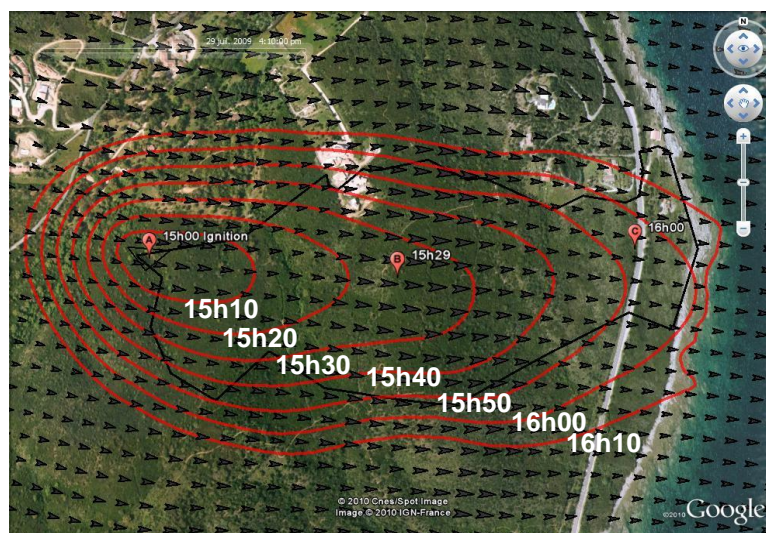 29 juil. 2009 4:10:00 pm
N
A 15h00 Ignition
C 16h00
B 15h29
15h10
15h20
15h30
15h40
15h50
16h00
16h10
© 2010 Cnes/Spot Image
Image © 2010 IGN-France
©2010 Google